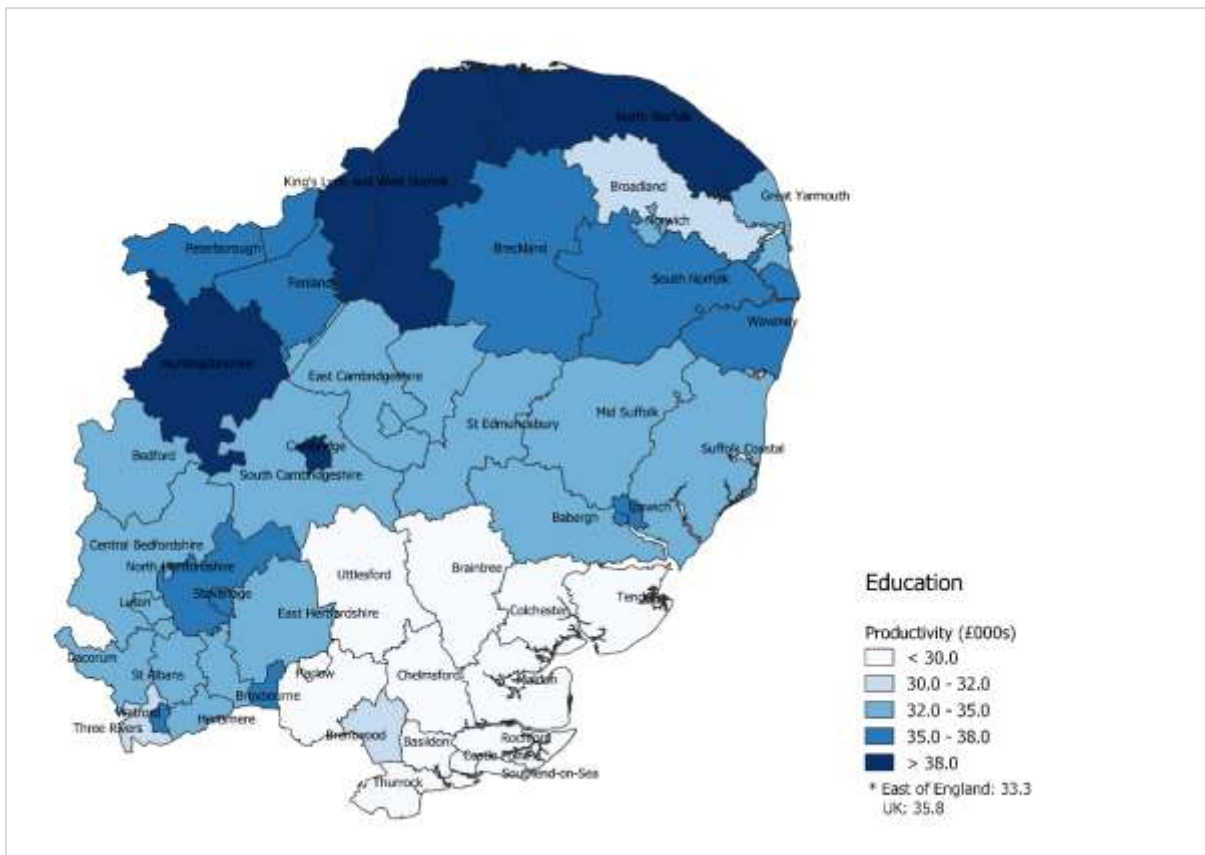 North Norfolk
King's Lynn and West Norfolk
Broadland
Great Yarmouth
Norwich
Peterborough
Breckland
South Norfolk
Fenland
Waveney
Huntingdonshire
East Cambridgeshire
Mid Suffolk
St Edmundsbury
Cambridge
Suffolk Coastal
Bedford
South Cambridgeshire
Ipswich
Babergh
Central Bedfordshire
North Hertfordshire
Uttlesford
Braintree
Stevenage
Luton
Tendring
Colchester
East Hertfordshire
Dacorum
St Albans
Harlow
Chelmsford
Maldon
Broxbourne
Watford
Hertsmere
Three Rivers
Brentwood
Basildon
Rochford
Castle Point
Southend-on-Sea
Thurrock
Education
Productivity (£000s)
< 30.0
30.0 - 32.0
32.0 - 35.0
35.0 - 38.0
> 38.0
* East of England: 33.3
UK: 35.8